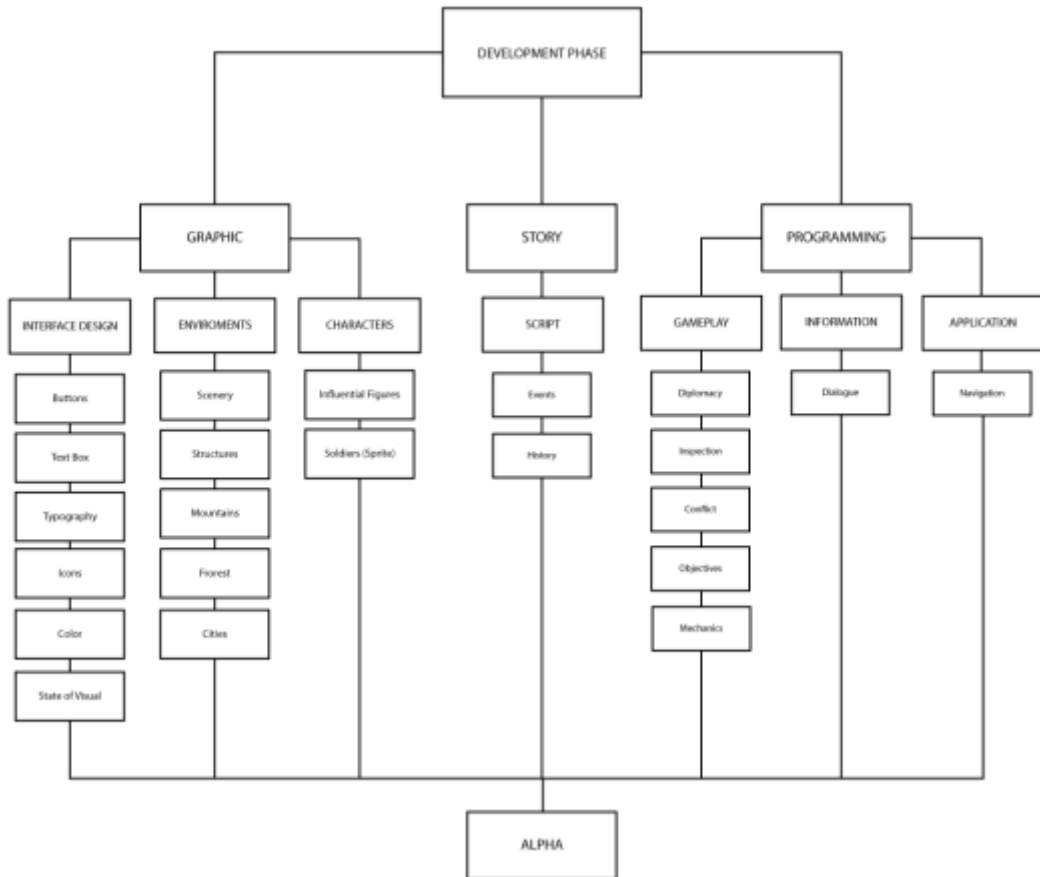 DEVELOPMENT PHASE
GRAPHIC
STORY
PROGRAMMING
INTERFACE DESIGN
ENVIROMENTS
CHARACTERS
SCRIPT
GAMEPLAY
INFORMATION
APPLICATION
Buttons
Scenery
Influential Figures
Events
Diplomacy
Dialogue
Navigation
Text Box
Structures
Soldiers (Sprite)
History
Inspection
Typography
Mountains
Conflict
Icons
Frorest
Objectives
Color
Cities
Mechanics
State of Visual
ALPHA